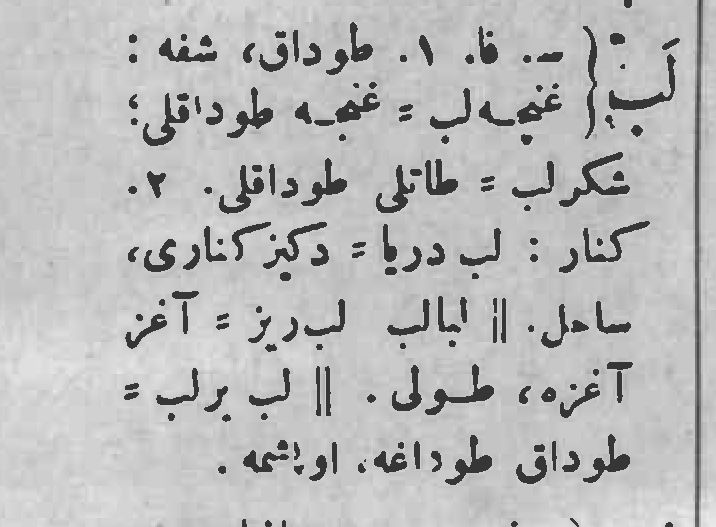 لَب { س. فا. ١. طوداق، شفه :
غنچه‌لب = غنچه طوداقلی؛
شکرلب = طاتلی طوداقلی. ٢.
کنار : لب دریا = دکیز کناری،
ساحل. || لبالب لب‌ریز = آغز
آغزه، طولی. || لب برلب =
طوداق طوداغه، اوپاشمه.